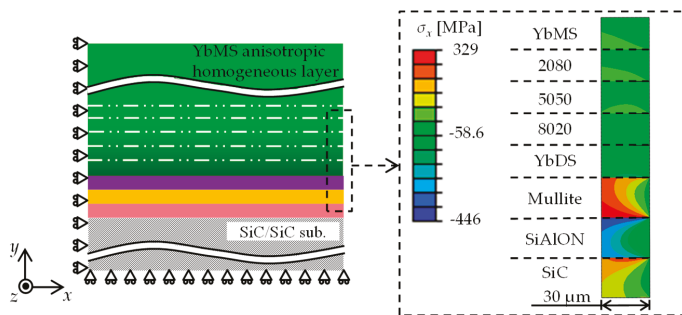 YbMS anisotropic
homogeneous layer
SiC/SiC sub.
y
z
x
σx [MPa]
329
-58.6
-446
YbMS
2080
5050
8020
YbDS
Mullite
SiAlON
SiC
30 μm